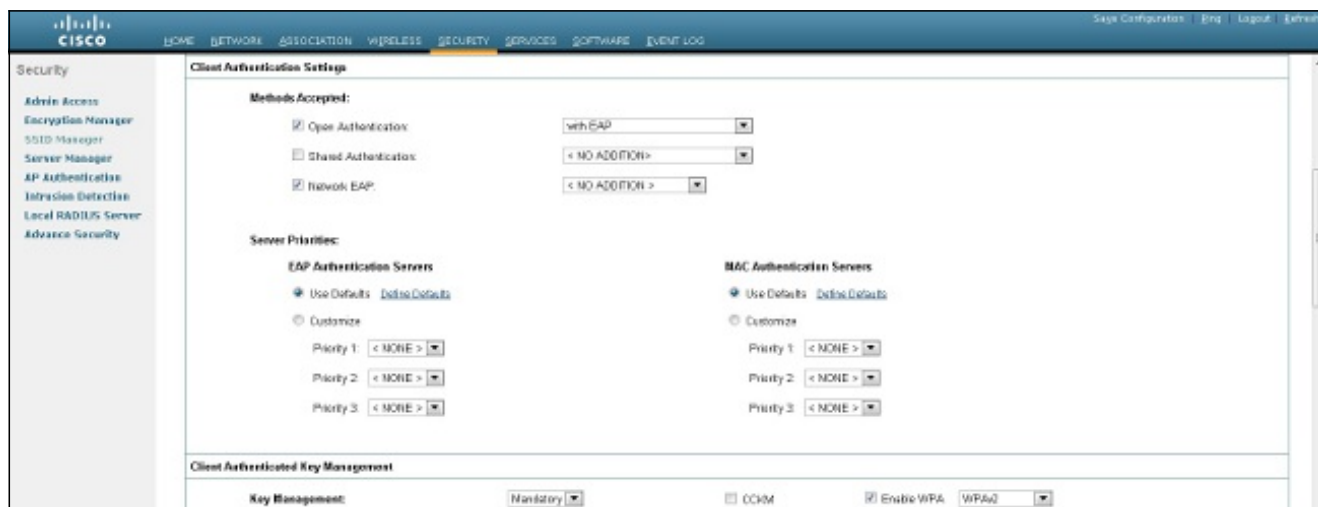 Save Configuration | Ping | Logout | Refresh
CISCO
HOME NETWORK ASSOCIATION WIRELESS SECURITY SERVICES SOFTWARE EVENT LOG
Security
Admin Access
Encryption Manager
SSID Manager
Server Manager
AP Authentication
Intrusion Detection
Local RADIUS Server
Advance Security
Client Authentication Settings
Methods Accepted:
Open Authentication: with EAP
Shared Authentication: < NO ADDITION>
Network EAP: < NO ADDITION >
Server Priorities:
EAP Authentication Servers
Use Defaults Define Defaults
Customize
Priority 1: < NONE >
Priority 2: < NONE >
Priority 3: < NONE >
MAC Authentication Servers
Use Defaults Define Defaults
Customize
Priority 1: < NONE >
Priority 2: < NONE >
Priority 3: < NONE >
Client Authenticated Key Management
Key Management: Mandatory CCKM Enable WPA WPAv2